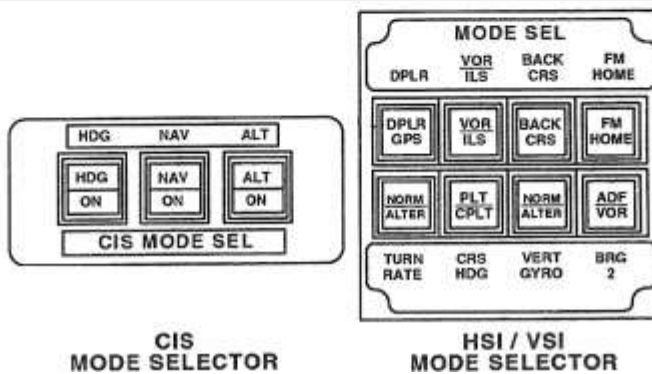 HDG NAV ALT
HDG NAV ALT
ON ON ON
CIS MODE SEL
CIS
MODE SELECTOR
MODE SEL
DPLR VOR BACK FM
ILS CRS HOME
DPLR VOR BACK FM
GPS ILS CRS HOME
NORM PLT NORM ADF
ALTER CPLT ALTER VOR
TURN CRS VERT BRG
RATE HDG GYRO 2
HSI / VSI
MODE SELECTOR